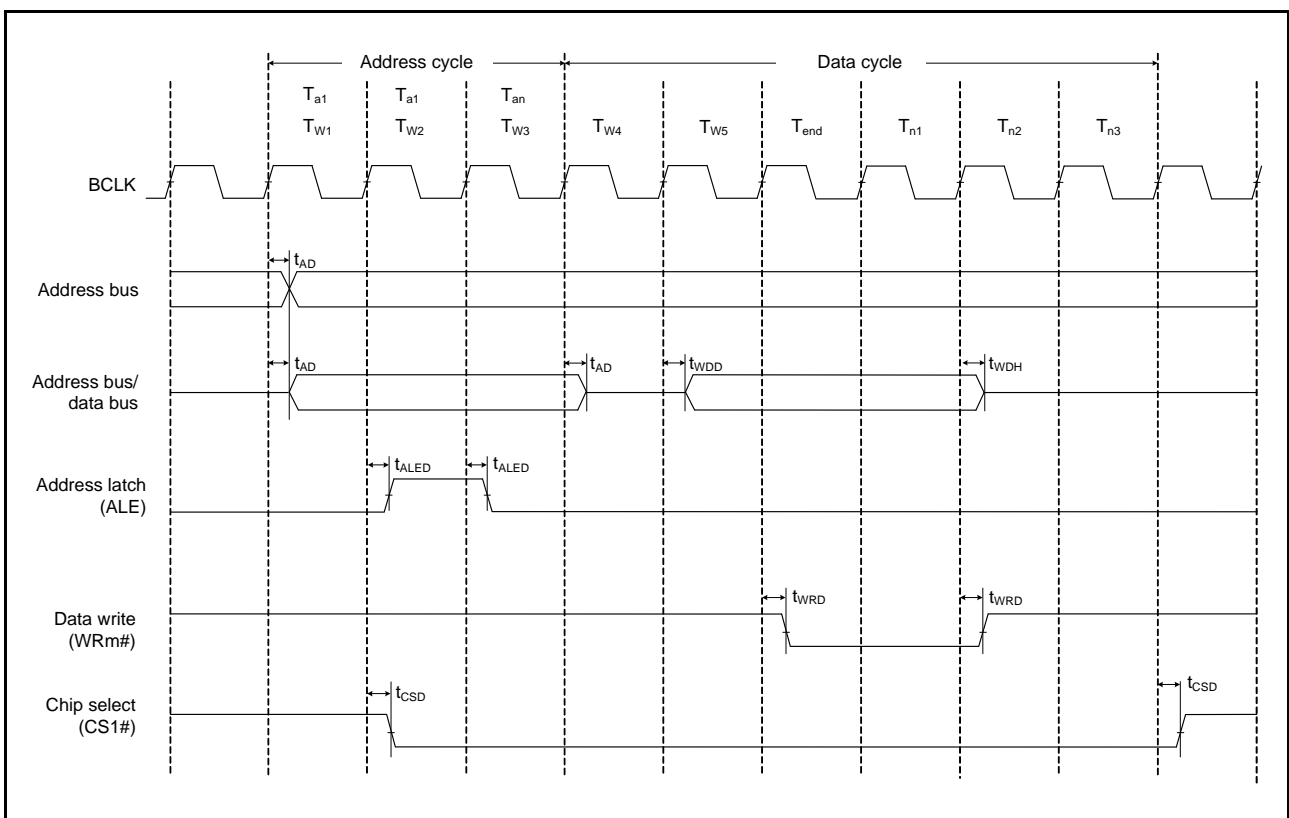 Address cycle Data cycle
Ta1 Ta1 Tan
TW1 TW2 TW3 TW4 TW5 Tend Tn1 Tn2 Tn3
BCLK
tAD
Address bus
tAD tAD tWDD tWDH
Address bus/
data bus
tALED tALED
Address latch
(ALE)
tWRD tWRD
Data write
(WRm#)
tCSD tCSD
Chip select
(CS1#)